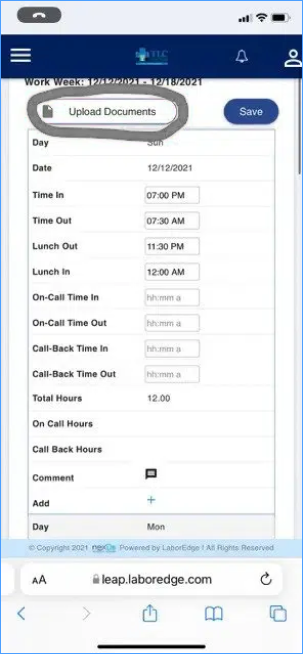 TLC
Work Week: 12/12/2021 - 12/18/2021
Upload Documents
Save
Day Sun
Date 12/12/2021
Time In 07:00 PM
Time Out 07:30 AM
Lunch Out 11:30 PM
Lunch In 12:00 AM
On-Call Time In hh:mm a
On-Call Time Out hh:mm a
Call-Back Time In hh:mm a
Call-Back Time Out hh:mm a
Total Hours 12.00
On Call Hours
Call Back Hours
Comment
Add +
Day Mon
© Copyright 2021 nexus Powered by LaborEdge ! All Rights Reserved
AA leap.laboredge.com